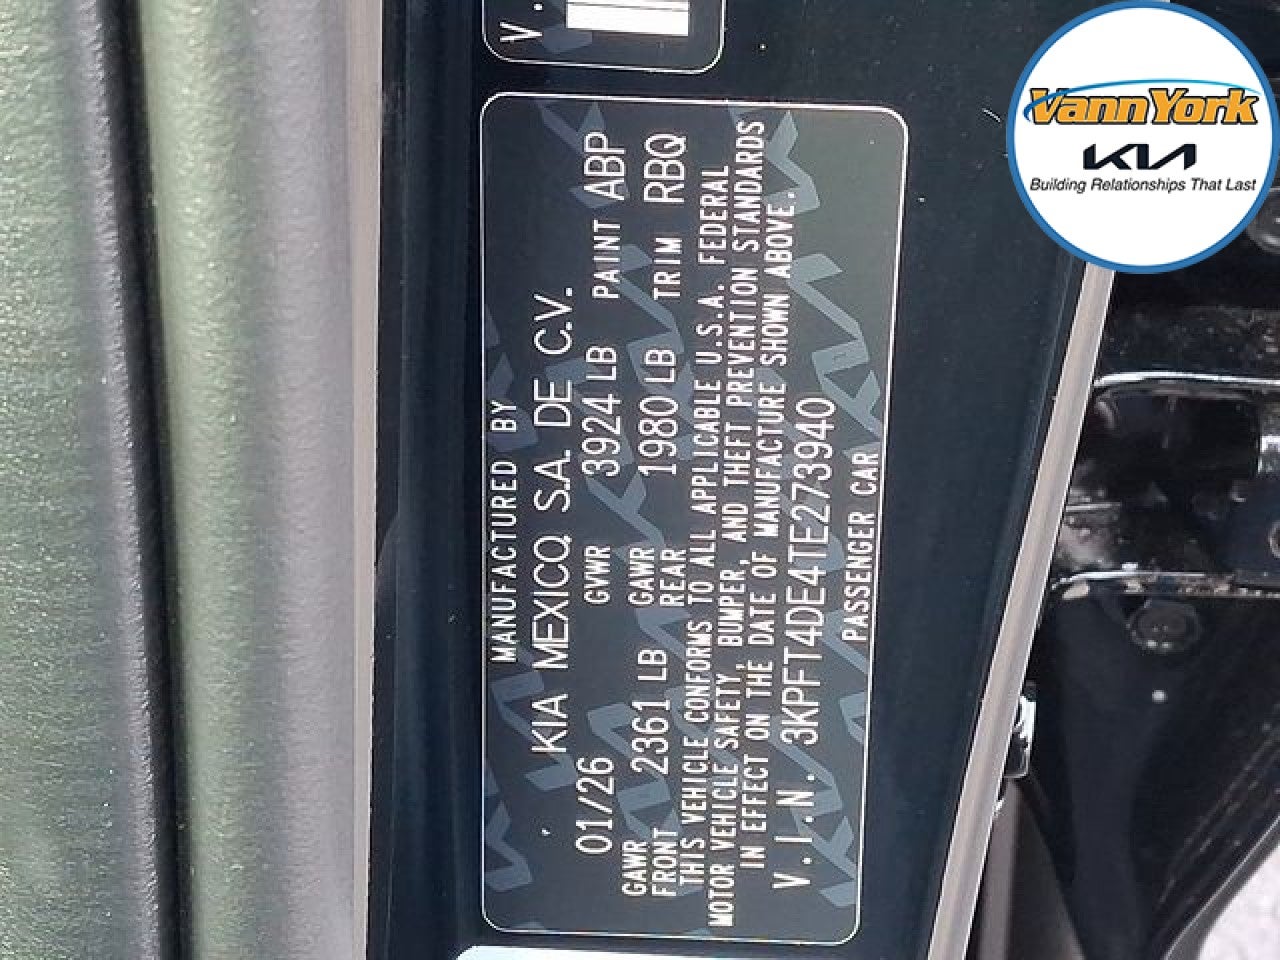 V.
MANUFACTURED BY
KIA MEXICO, S.A. DE C.V.
01/26 GVWR 3924 LB PAINT ABP
GAWR FRONT 2361 LB GAWR REAR 1980 LB TRIM RBQ
THIS VEHICLE CONFORMS TO ALL APPLICABLE U.S.A. FEDERAL
MOTOR VEHICLE SAFETY, BUMPER, AND THEFT PREVENTION STANDARDS
IN EFFECT ON THE DATE OF MANUFACTURE SHOWN ABOVE.
V.I.N. 3KPFT4DE4TE273940
PASSENGER CAR
Vann York
KIA
Building Relationships That Last